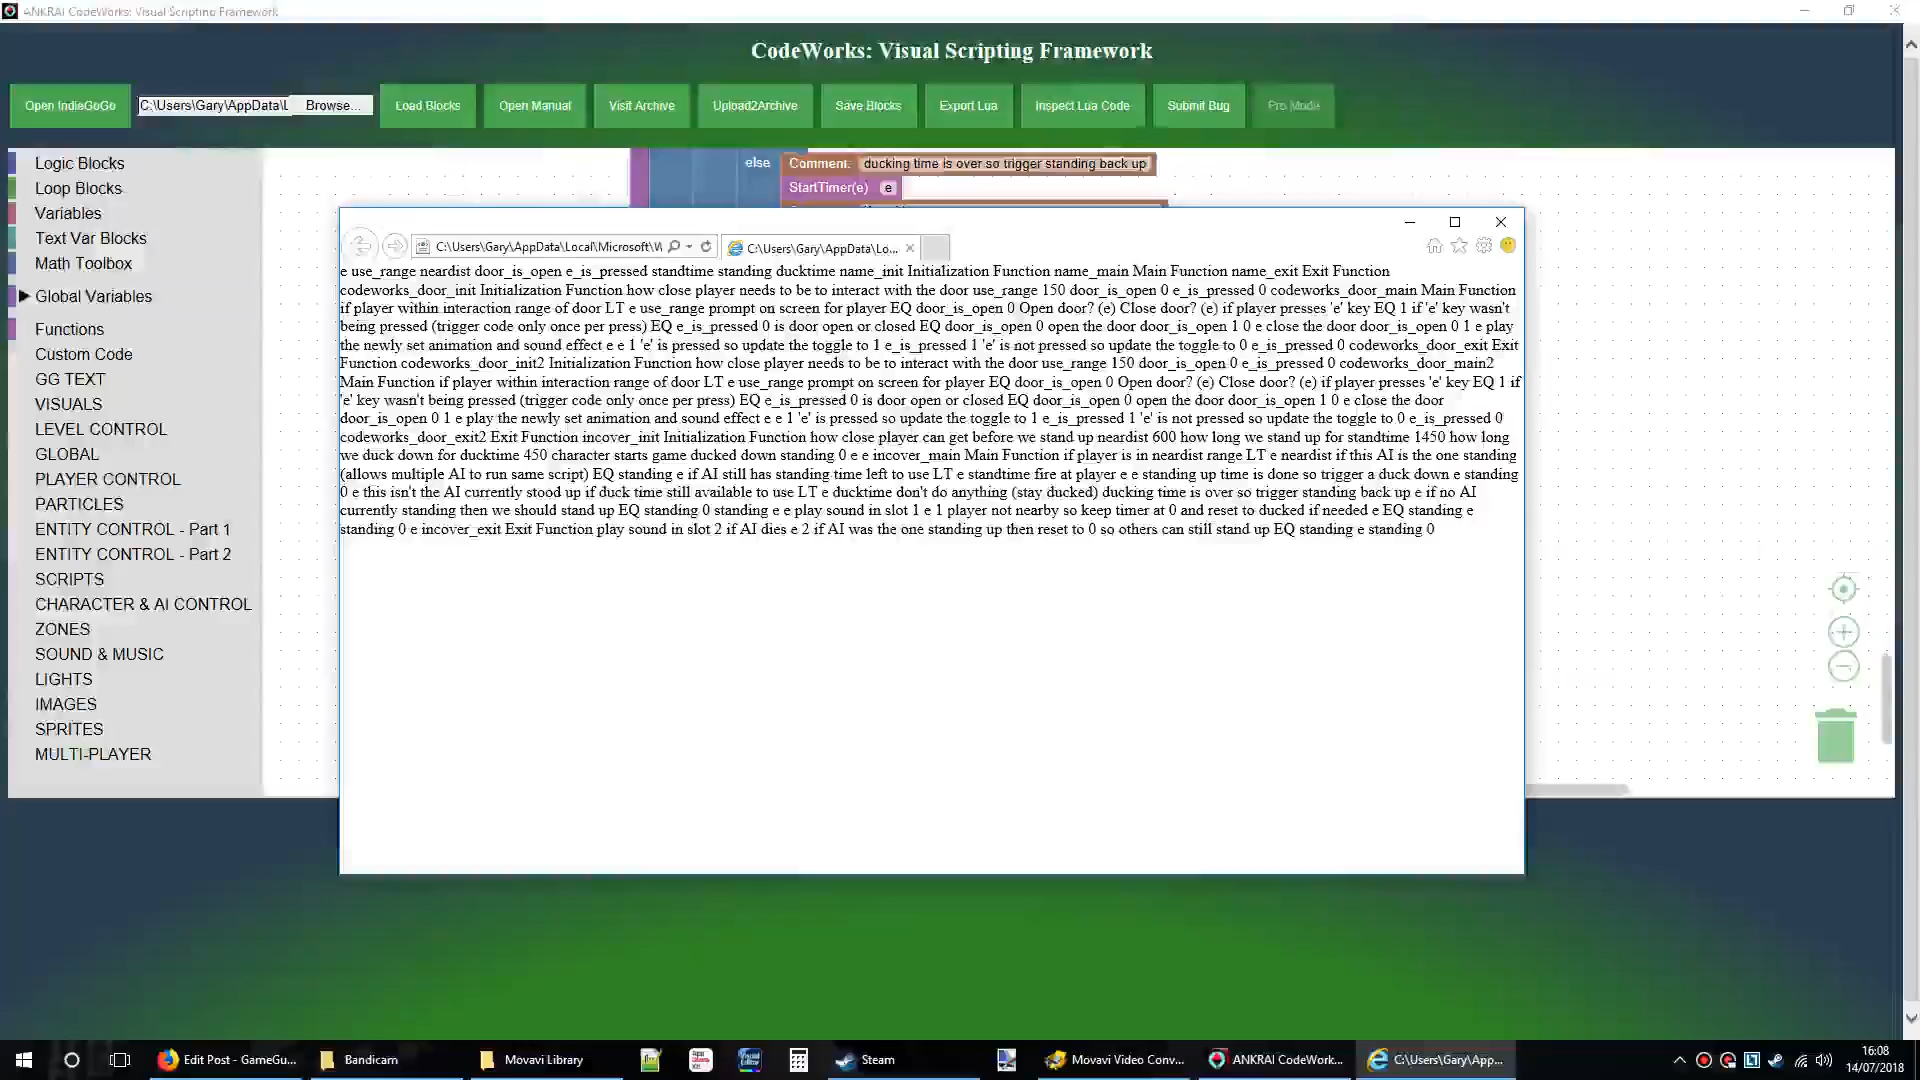 ANKRAI CodeWorks: Visual Scripting Framework
CodeWorks: Visual Scripting Framework
Open IndieGoGo
C:\Users\Gary\AppData\L
Browse...
Load Blocks
Open Manual
Visit Archive
Upload2Archive
Save Blocks
Export Lua
Inspect Lua Code
Submit Bug
Pro Mode
Logic Blocks
Loop Blocks
Variables
Text Var Blocks
Math Toolbox
Global Variables
Functions
Custom Code
GG TEXT
VISUALS
LEVEL CONTROL
GLOBAL
PLAYER CONTROL
PARTICLES
ENTITY CONTROL - Part 1
ENTITY CONTROL - Part 2
SCRIPTS
CHARACTER & AI CONTROL
ZONES
SOUND & MUSIC
LIGHTS
IMAGES
SPRITES
MULTI-PLAYER
else
Comment: ducking time is over so trigger standing back up
StartTimer(e) e
C:\Users\Gary\AppData\Local\Microsoft\W
C:\Users\Gary\AppData\Lo...
e use_range neardist door_is_open e_is_pressed standtime standing ducktime name_init Initialization Function name_main Main Function name_exit Exit Function
codeworks_door_init Initialization Function how close player needs to be to interact with the door use_range 150 door_is_open 0 e_is_pressed 0 codeworks_door_main Main Function
if player within interaction range of door LT e use_range prompt on screen for player EQ door_is_open 0 Open door? (e) Close door? (e) if player presses 'e' key EQ 1 if 'e' key wasn't
being pressed (trigger code only once per press) EQ e_is_pressed 0 is door open or closed EQ door_is_open 0 open the door door_is_open 1 0 e close the door door_is_open 0 1 e play
the newly set animation and sound effect e e 1 'e' is pressed so update the toggle to 1 e_is_pressed 1 'e' is not pressed so update the toggle to 0 e_is_pressed 0 codeworks_door_exit Exit
Function codeworks_door_init2 Initialization Function how close player needs to be to interact with the door use_range 150 door_is_open 0 e_is_pressed 0 codeworks_door_main2
Main Function if player within interaction range of door LT e use_range prompt on screen for player EQ door_is_open 0 Open door? (e) Close door? (e) if player presses 'e' key EQ 1 if
'e' key wasn't being pressed (trigger code only once per press) EQ e_is_pressed 0 is door open or closed EQ door_is_open 0 open the door door_is_open 1 0 e close the door
door_is_open 0 1 e play the newly set animation and sound effect e e 1 'e' is pressed so update the toggle to 1 e_is_pressed 1 'e' is not pressed so update the toggle to 0 e_is_pressed 0
codeworks_door_exit2 Exit Function incover_init Initialization Function how close player can get before we stand up neardist 600 how long we stand up for standtime 1450 how long
we duck down for ducktime 450 character starts game ducked down standing 0 e e incover_main Main Function if player is in neardist range LT e neardist if this AI is the one standing
(allows multiple AI to run same script) EQ standing e if AI still has standing time left to use LT e standtime fire at player e e standing up time is done so trigger a duck down e standing
0 e this isn't the AI currently stood up if duck time still available to use LT e ducktime don't do anything (stay ducked) ducking time is over so trigger standing back up e if no AI
currently standing then we should stand up EQ standing 0 standing e e play sound in slot 1 e 1 player not nearby so keep timer at 0 and reset to ducked if needed e EQ standing e
standing 0 e incover_exit Exit Function play sound in slot 2 if AI dies e 2 if AI was the one standing up then reset to 0 so others can still stand up EQ standing e standing 0
Edit Post - GameGu...
Bandicam
Movavi Library
Steam
Movavi Video Conv...
ANKRAI CodeWork...
C:\Users\Gary\App...
16:08
14/07/2018